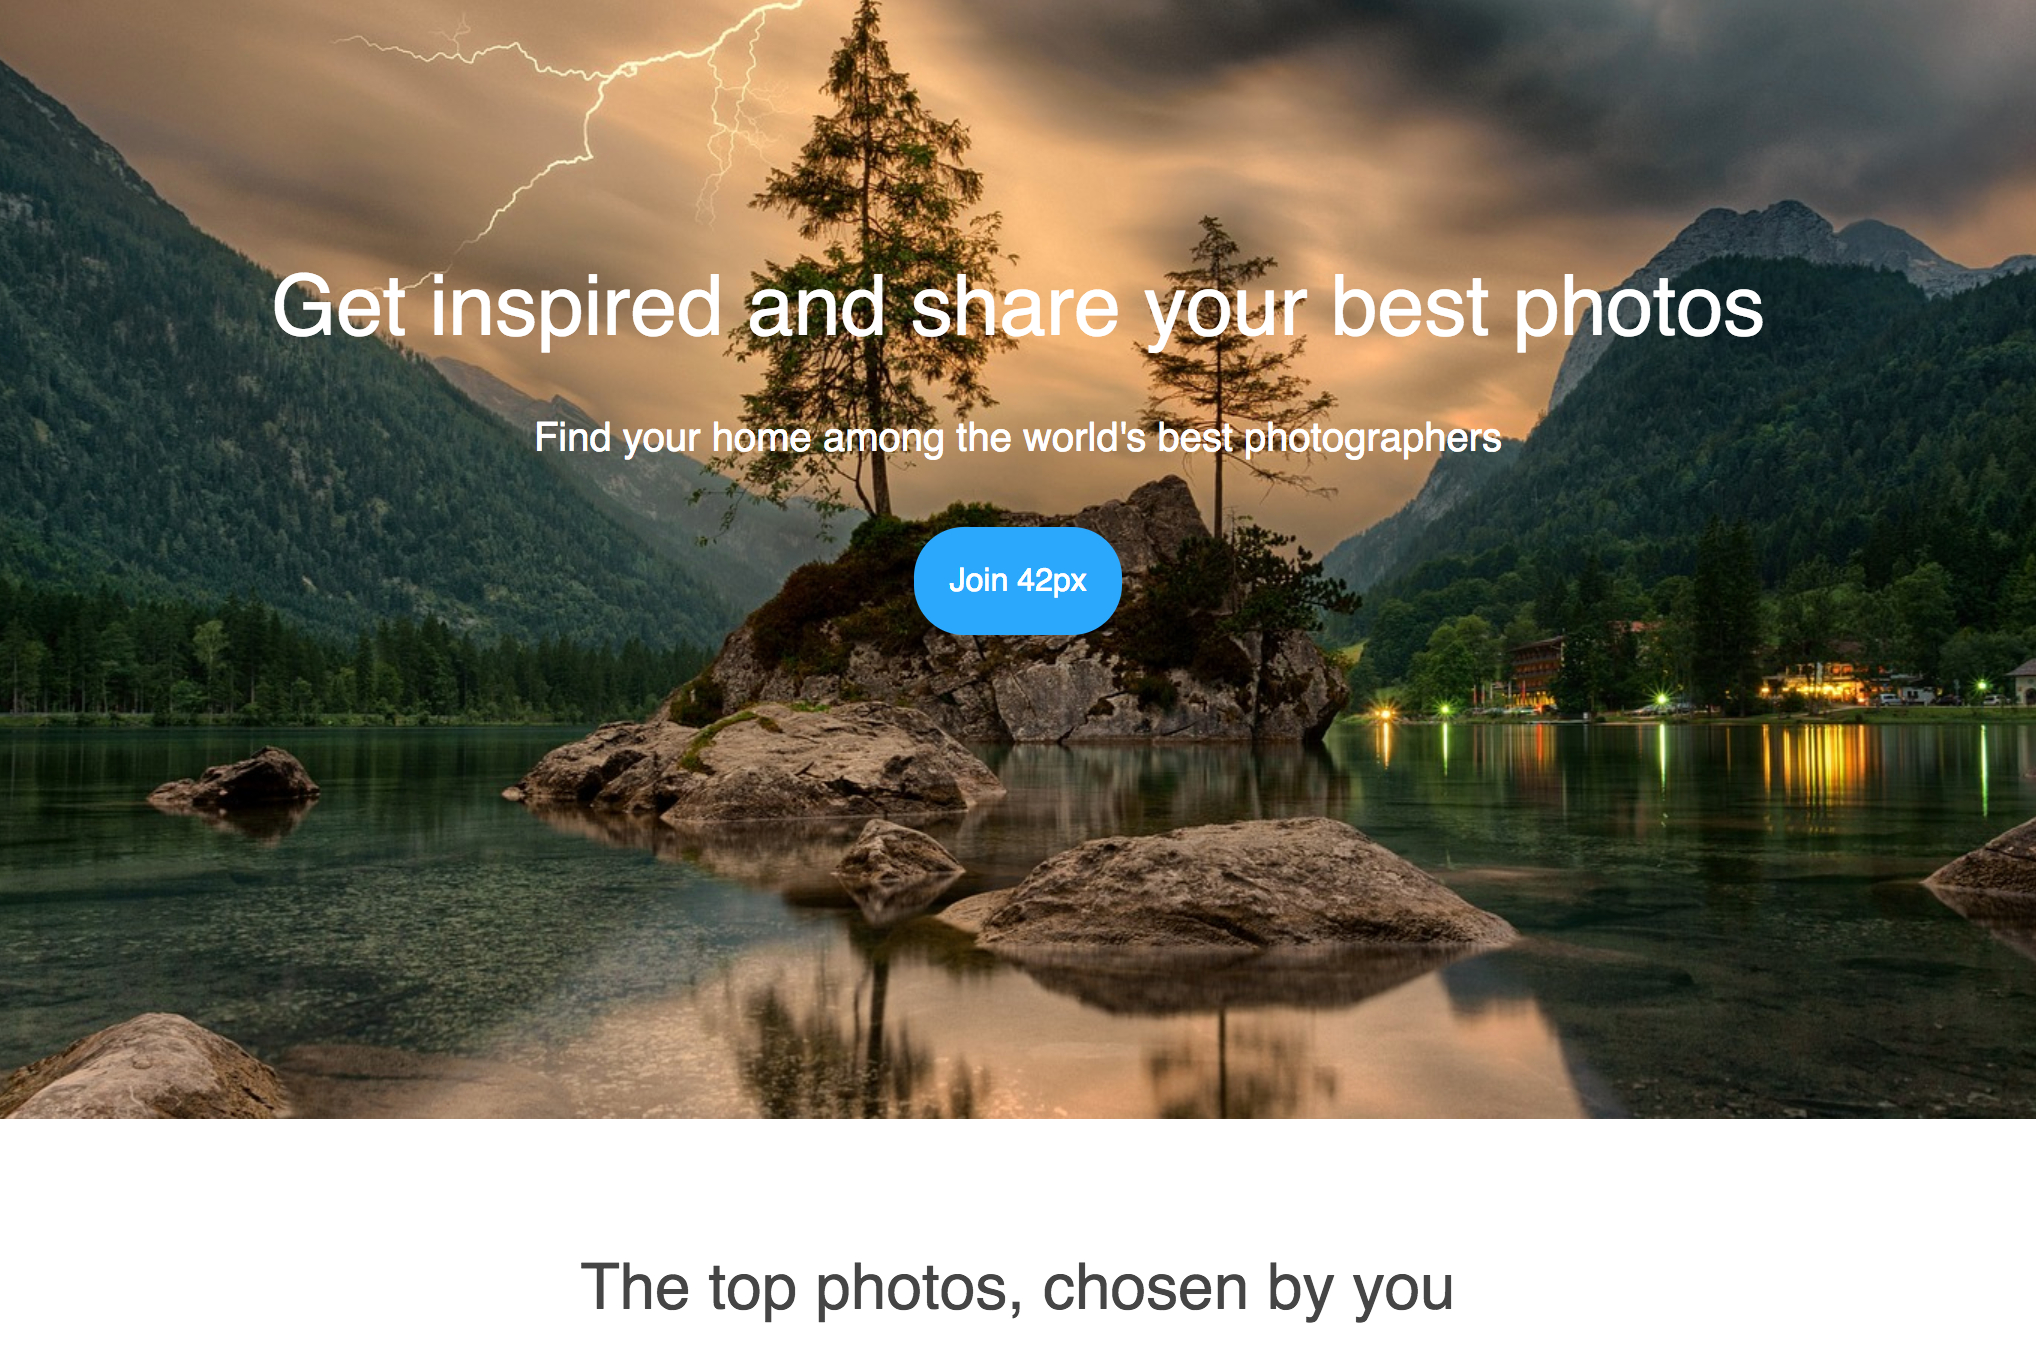 Get inspired and share your best photos
Find your home among the world's best photographers
Join 42px
The top photos, chosen by you